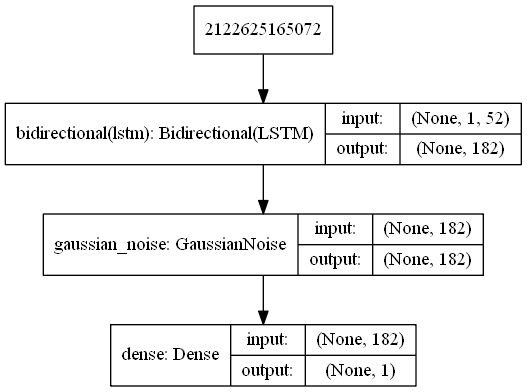 2122625165072
bidirectional(lstm): Bidirectional(LSTM)
input: (None, 1, 52)
output: (None, 182)
gaussian_noise: GaussianNoise
input: (None, 182)
output: (None, 182)
dense: Dense
input: (None, 182)
output: (None, 1)